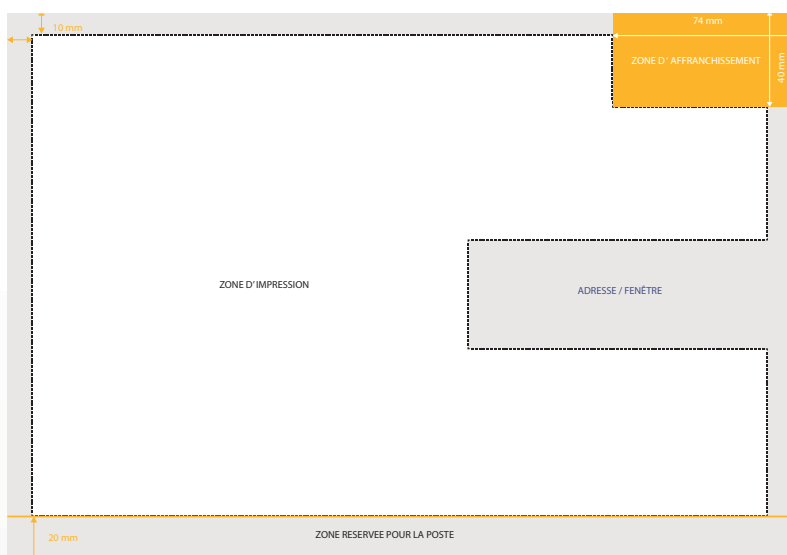 10 mm
74 mm
ZONE D' AFFRANCHISSEMENT
40 mm
ZONE D' IMPRESSION
ADRESSE / FENÊTRE
20 mm
ZONE RESERVEE POUR LA POSTE